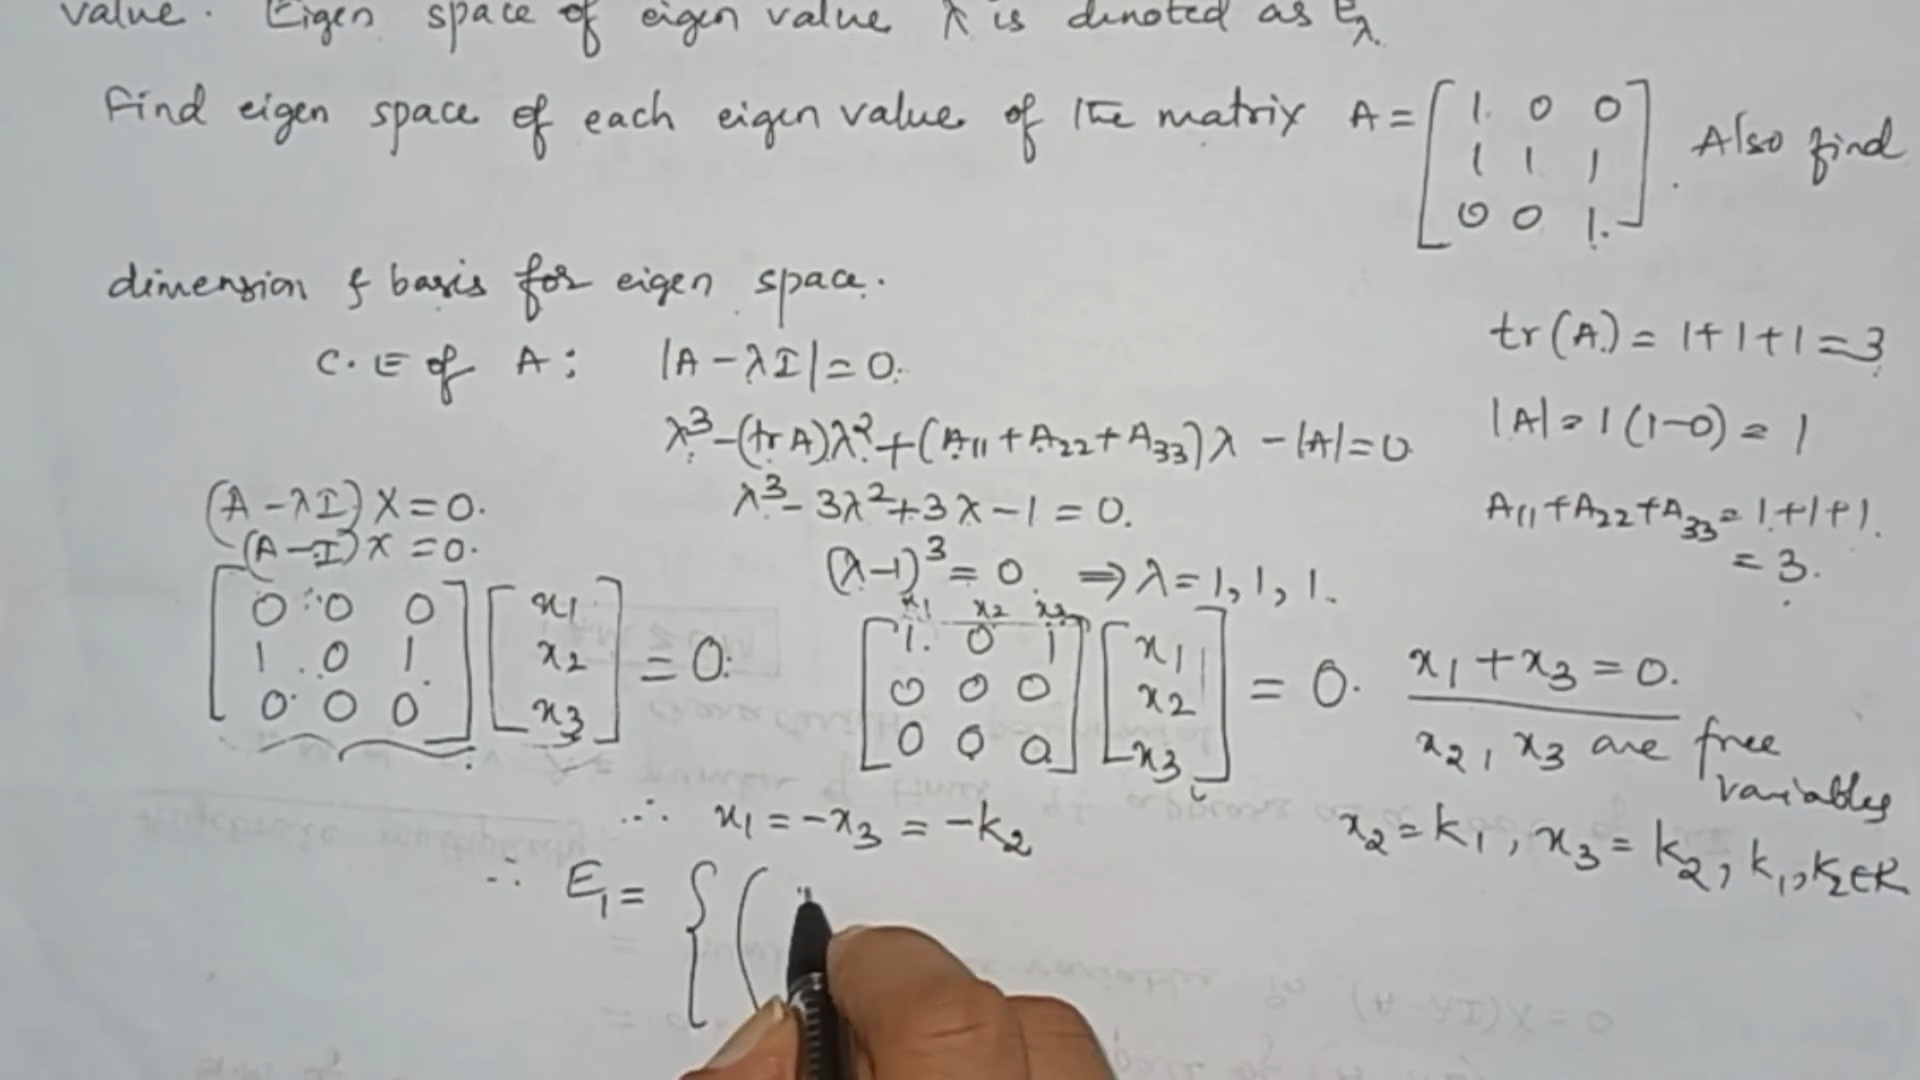 value. Eigen space of eigen value λ is denoted as E_λ.
Find eigen space of each eigen value of the matrix A = [1. 0 0; 1 1 1; 0 0 1.]. Also find
dimension & basis for eigen space.
tr(A) = 1+1+1 = 3
C.E of A: |A - λI| = 0.
|A| = 1(1-0) = 1
λ³ - (tr A)λ² + (A₁₁ + A₂₂ + A₃₃)λ - |A| = 0
(A - λI)X = 0.
λ³ - 3λ² + 3λ - 1 = 0.
A₁₁ + A₂₂ + A₃₃ = 1+1+1.
= 3.
(A - I)X = 0.
(λ-1)³ = 0. ⇒ λ = 1, 1, 1.
[0 0 0; 1 0 1; 0 0 0] [x₁; x₂; x₃] = 0.
x₁ x₂ x₃
[1. 0 1; 0 0 0; 0 0 0] [x₁; x₂; x₃] = 0.
x₁ + x₃ = 0.
x₂, x₃ are free
variables
∴ x₁ = -x₃ = -k₂
x₂ = k₁, x₃ = k₂, k₁, k₂ ∈ R
∴ E₁ = { (